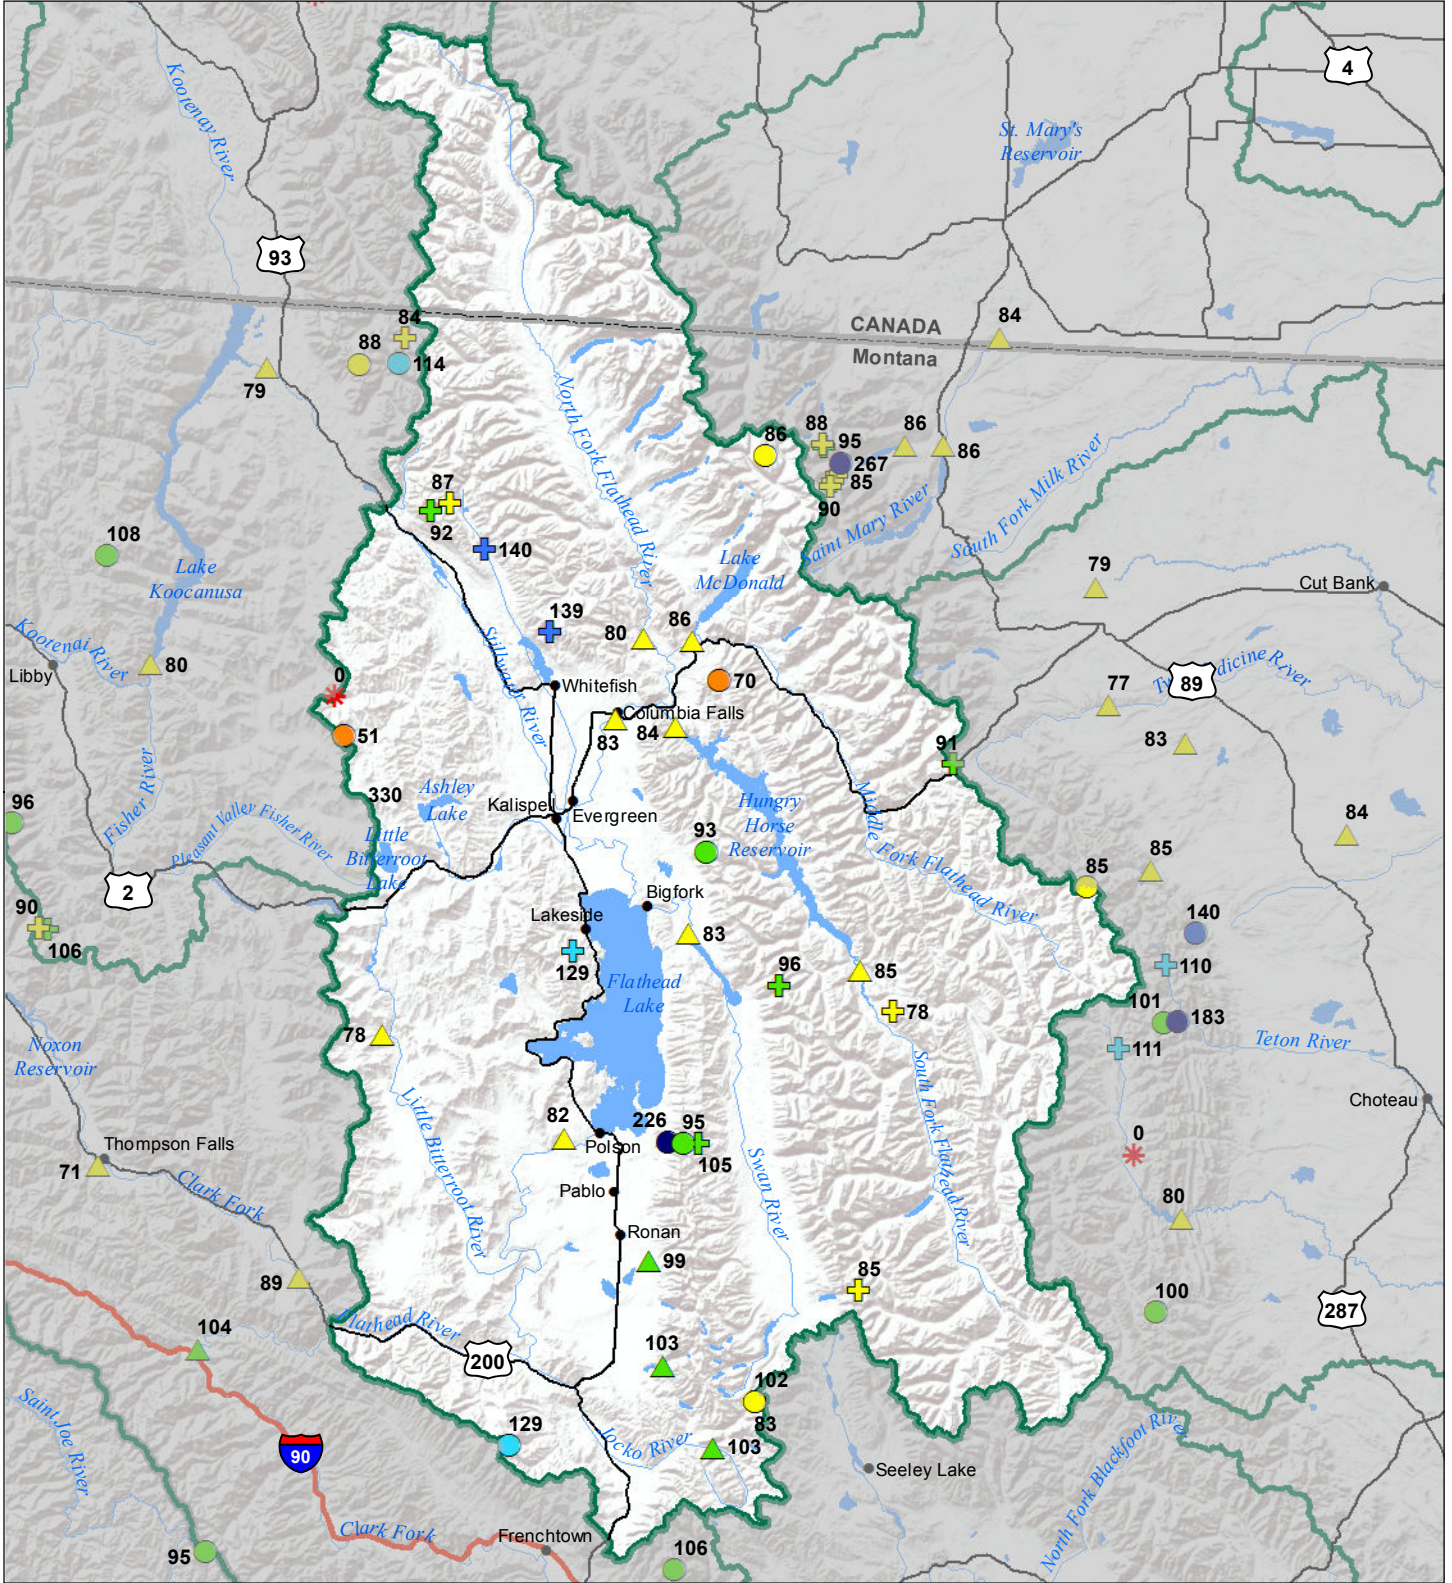 4
Kootenay River
St. Mary's
Reservoir
93
CANADA
Montana
84
84
88
114
79
North Fork Flathead River
86
88
95
86
86
267
85
90
Saint Mary River
South Fork Milk River
87
92
140
108
Lake
Koocanusa
Lake
McDonald
79
Cut Bank
139
80
86
Kootenai River
Libby
80
Stillwater River
0
Whitefish
70
89
77
83
Columbia Falls
83
84
51
91
Fisher River
330
Ashley
Lake
Kalispell
Evergreen
Hungry
Horse
Reservoir
Middle Fork Flathead River
96
Pleasant Valley Fisher River
Little
Bitterroot
Lake
93
84
85
85
2
90
106
Bigfork
Lakeside
83
129
Flathead
Lake
96
85
78
140
110
101
183
111
Teton River
78
Noxon
Reservoir
Little Bitterroot River
South Fork Flathead River
Choteau
82
Polson
226
95
105
0
Thompson Falls
71
Clark Fork
Pablo
Swan River
80
Ronan
99
89
85
100
287
Flathead River
104
200
103
102
83
Saint Joe River
129
Jocko River
103
90
Seeley Lake
North Fork Blackfoot River
Clark Fork
Frenchtown
95
106